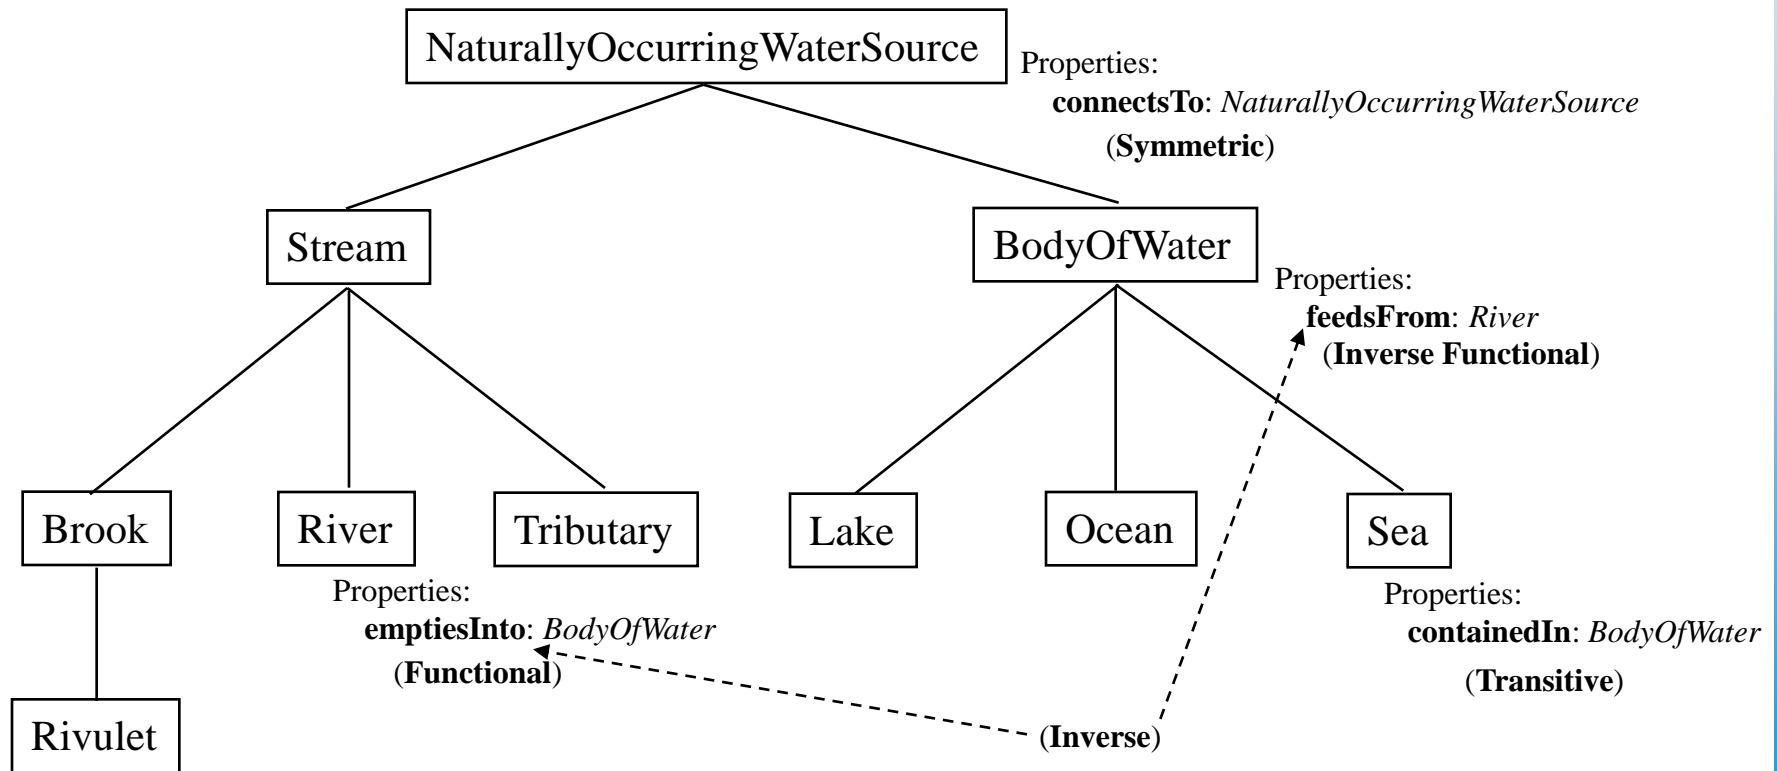 NaturallyOccurringWaterSource
Properties:
connectsTo: NaturallyOccurringWaterSource
(Symmetric)
Stream
BodyOfWater
Properties:
feedsFrom: River
(Inverse Functional)
Brook
River
Tributary
Lake
Ocean
Sea
Properties:
emptiesInto: BodyOfWater
(Functional)
Properties:
containedIn: BodyOfWater
(Transitive)
Rivulet
(Inverse)